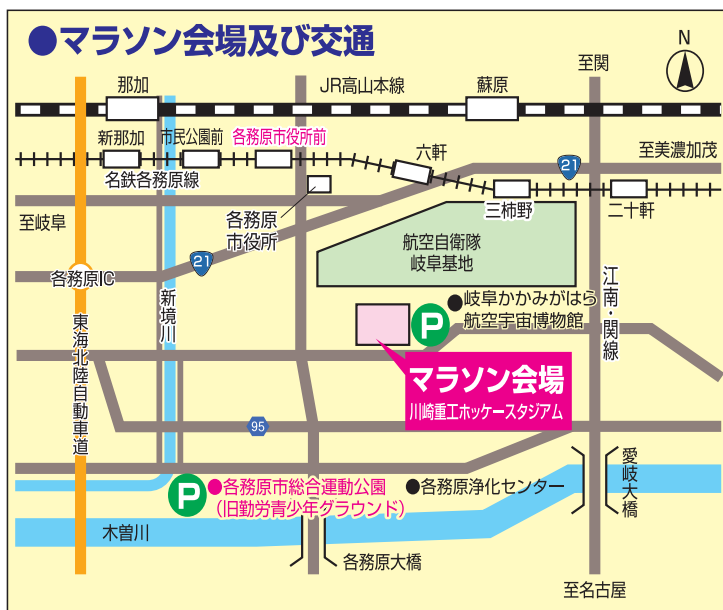 ●マラソン会場及び交通
N
至関
那加
JR高山本線
蘇原
新那加
市民公園前
各務原市役所前
六軒
至美濃加茂
21
名鉄各務原線
三柿野
二十軒
至岐阜
各務原
市役所
航空自衛隊
岐阜基地
21
各務原IC
新境川
江南・関線
東海北陸自動車道
P
●岐阜かかみがはら
航空宇宙博物館
マラソン会場
川崎重工ホッケースタジアム
95
愛岐大橋
P
●各務原市総合運動公園
(旧勤労青少年グラウンド)
●各務原浄化センター
木曽川
各務原大橋
至名古屋